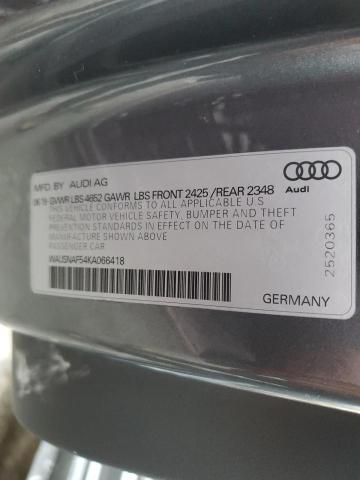 MFD. BY AUDI AG
06 19 GVWR LBS 4652 GAWR LBS FRONT 2425 / REAR 2348
THIS VEHICLE CONFORMS TO ALL APPLICABLE U.S
FEDERAL MOTOR VEHICLE SAFETY, BUMPER AND THEFT
PREVENTION STANDARDS IN EFFECT ON THE DATE OF
MANUFACTURE SHOWN ABOVE
PASSENGER CAR
WAUSNAF54KA066418
Audi
2520365
GERMANY